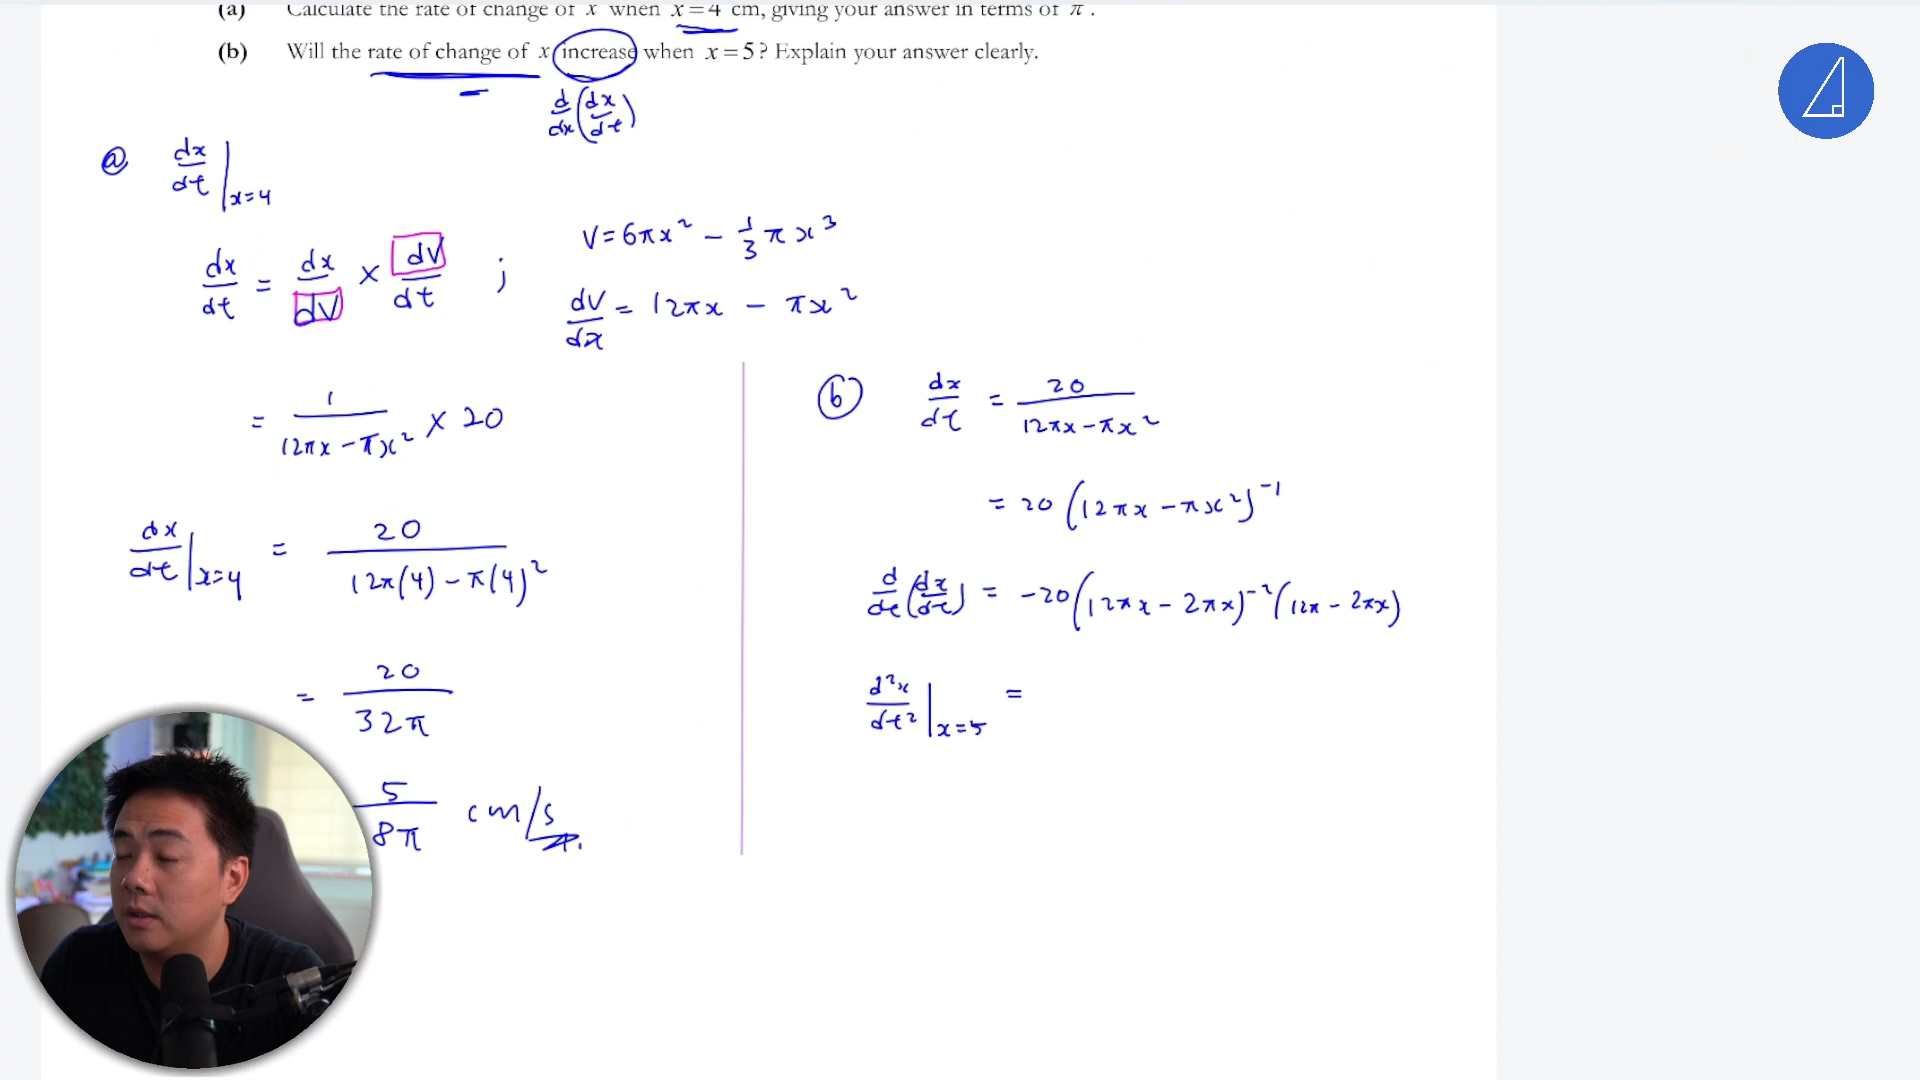 (a) Calculate the rate of change of x when x = 4 cm, giving your answer in terms of π .
(b) Will the rate of change of x increase when x = 5? Explain your answer clearly.
d/dx (dx/dt)
(a) dx/dt |x=4
dx/dt = dx/dV × dV/dt ;
V = 6πx² − 1/3 πx³
dV/dx = 12πx − πx²
= 1/(12πx − πx²) × 20
dx/dt |x=4 = 20/(12π(4) − π(4)²)
= 20/32π
5/8π cm/s
(b) dx/dt = 20/(12πx − πx²)
= 20 (12πx − πx²)⁻¹
d/dt (dx/dt) = −20 (12πx − 2πx)⁻² (12π − 2πx)
d²x/dt² |x=5 =